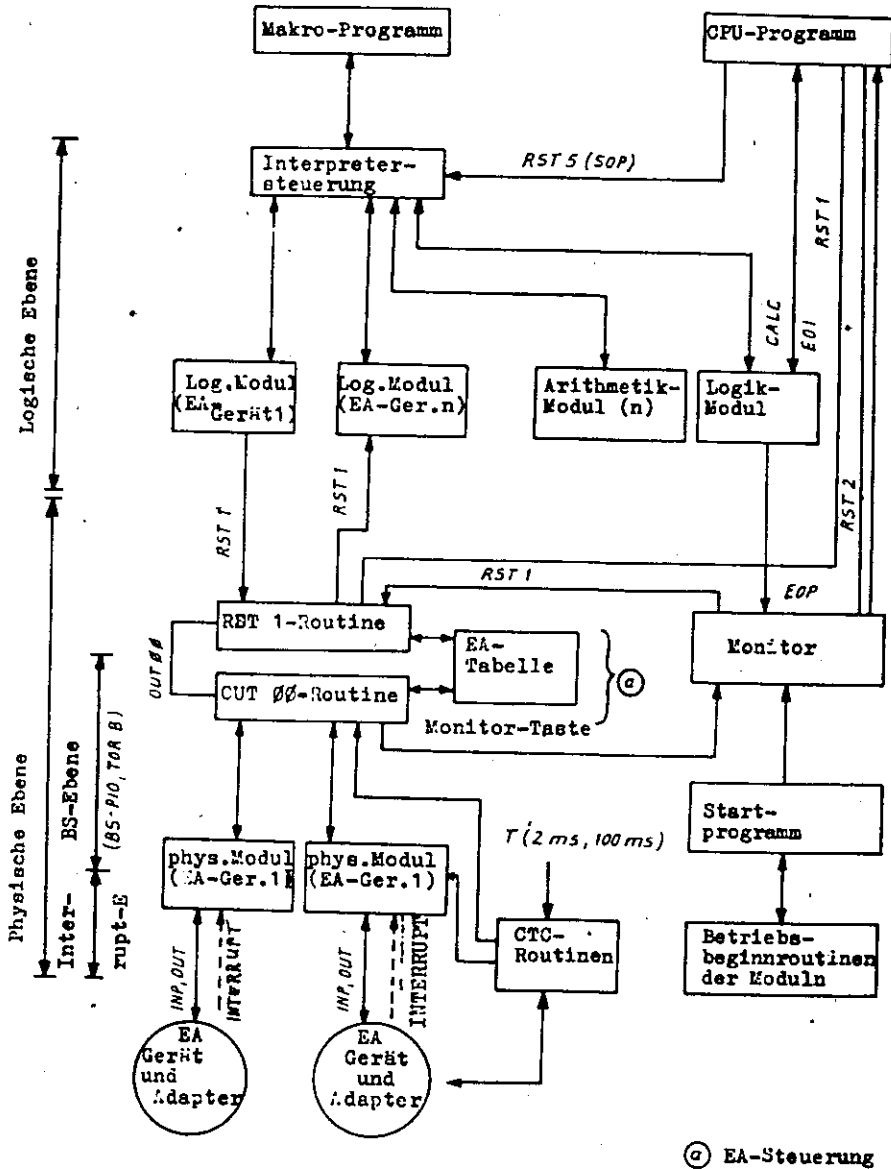 Makro-Programm
CPU-Programm
Interpreter-
steuerung
RST 5 (SOP)
RST 1
Logische Ebene
CALC
EOI
Log.Modul
(EA-
Gerät1)
Log.Modul
(EA-Ger.n)
Arithmetik-
Modul (n)
Logik-
Modul
RST 1
RST 1
RST 2
RST 1
EOP
RST 1-Routine
EA-
Tabelle
Monitor
OUT ØØ
CUT ØØ-Routine
a
Monitor-Taste
Physische Ebene
BS-Ebene
(BS-PIO, TOR B)
Inter-
rupt-E
Start-
programm
T (2 ms, 100 ms)
phys.Modul
(EA-Ger.1
phys.Modul
(EA-Ger.1)
CTC-
Routinen
Betriebs-
beginnroutinen
der Moduln
INP, OUT
INTERRUPT
INP, OUT
INTERRUPT
EA
Gerät
und
Adapter
EA
Gerät
und
Adapter
a EA-Steuerung